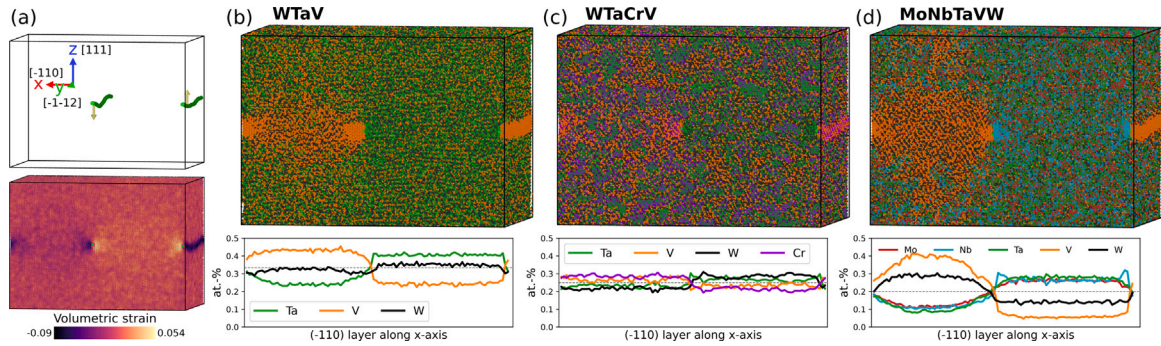 (a)
Z
[111]
[-110]
X
y
[-1-12]
Volumetric strain
-0.09
0.054
(b)
WTaV
0.5
0.4
0.3
0.2
0.1
0.0
at.-%
Ta
V
W
(-110) layer along x-axis
(c)
WTaCrV
0.5
0.4
0.3
0.2
0.1
0.0
at.-%
Ta
V
W
Cr
(-110) layer along x-axis
(d)
MoNbTaVW
0.5
0.4
0.3
0.2
0.1
0.0
at.-%
Mo
Nb
Ta
V
W
(-110) layer along x-axis